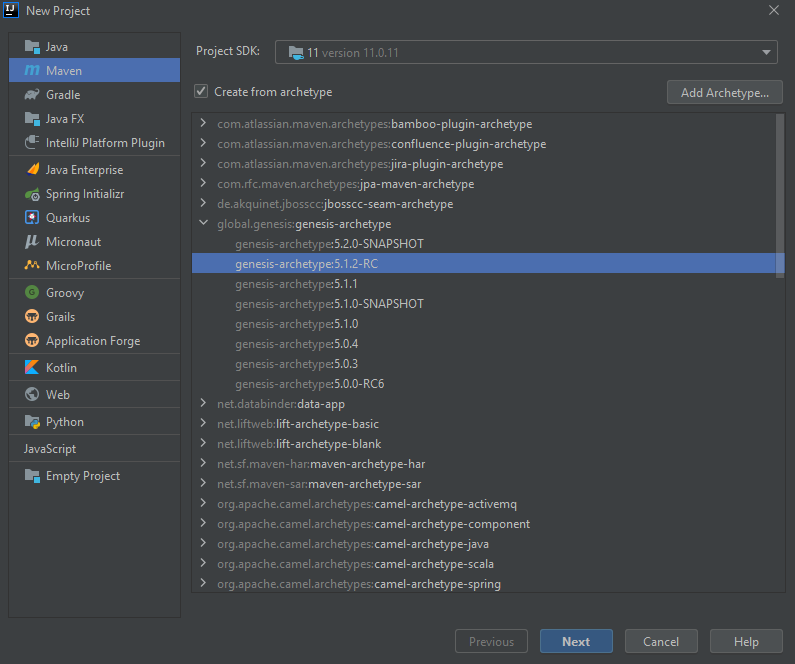 IJ New Project
Java
Maven
Gradle
Java FX
IntelliJ Platform Plugin
Java Enterprise
Spring Initializr
Quarkus
Micronaut
MicroProfile
Groovy
Grails
Application Forge
Kotlin
Web
Python
JavaScript
Empty Project
Project SDK: 11 version 11.0.11
Create from archetype
Add Archetype...
com.atlassian.maven.archetypes:bamboo-plugin-archetype
com.atlassian.maven.archetypes:confluence-plugin-archetype
com.atlassian.maven.archetypes:jira-plugin-archetype
com.rfc.maven.archetypes:jpa-maven-archetype
de.akquinet.jbosscc:jbosscc-seam-archetype
global.genesis:genesis-archetype
genesis-archetype:5.2.0-SNAPSHOT
genesis-archetype:5.1.2-RC
genesis-archetype:5.1.1
genesis-archetype:5.1.0-SNAPSHOT
genesis-archetype:5.1.0
genesis-archetype:5.0.4
genesis-archetype:5.0.3
genesis-archetype:5.0.0-RC6
net.databinder:data-app
net.liftweb:lift-archetype-basic
net.liftweb:lift-archetype-blank
net.sf.maven-har:maven-archetype-har
net.sf.maven-sar:maven-archetype-sar
org.apache.camel.archetypes:camel-archetype-activemq
org.apache.camel.archetypes:camel-archetype-component
org.apache.camel.archetypes:camel-archetype-java
org.apache.camel.archetypes:camel-archetype-scala
org.apache.camel.archetypes:camel-archetype-spring
Previous
Next
Cancel
Help